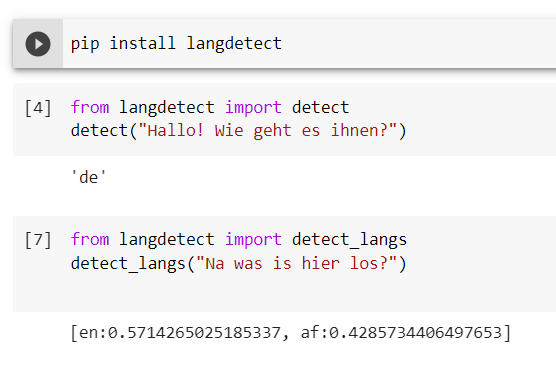 pip install langdetect
[4] from langdetect import detect
detect("Hallo! Wie geht es ihnen?")
'de'
[7] from langdetect import detect_langs
detect_langs("Na was is hier los?")
[en:0.5714265025185337, af:0.4285734406497653]